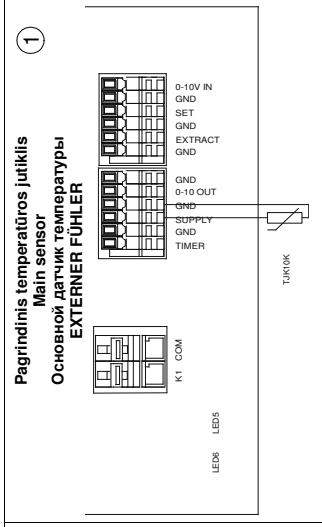 1
Pagrindinis temperatūros jutiklis
Main sensor
Основной датчик температуры
EXTERNER FÜHLER
0-10V IN
GND
SET
GND
EXTRACT
GND
GND
0-10 OUT
GND
SUPPLY
GND
TIMER
TJK10K
K1
COM
LED6
LED5